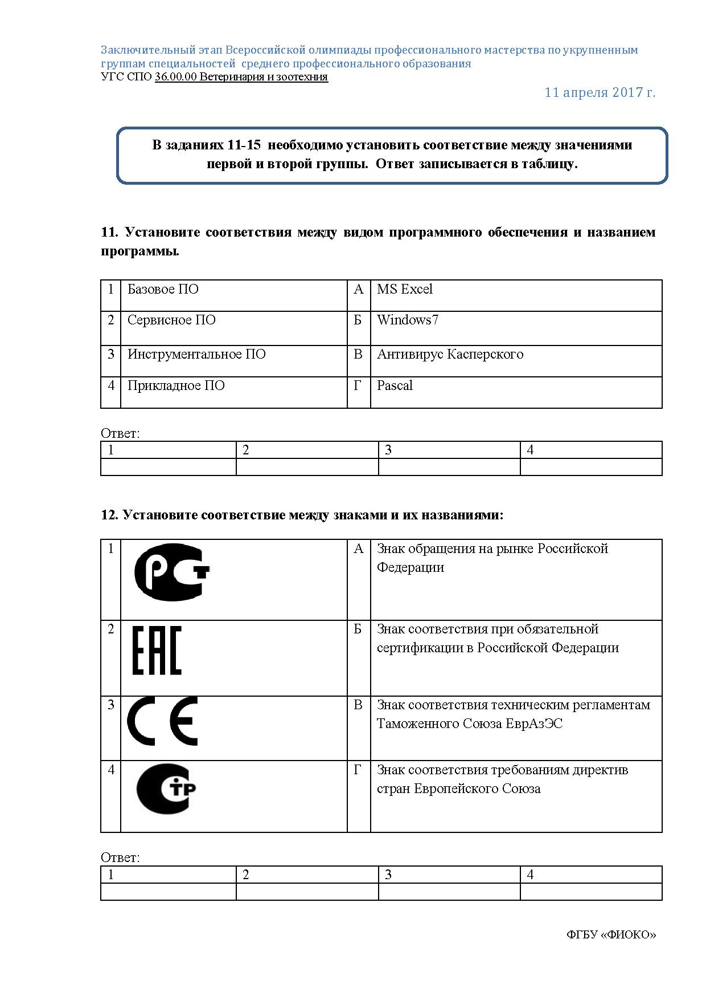 Заключительный этап Всероссийской олимпиады профессионального мастерства по укрупненным
группам специальностей среднего профессионального образования
УГС СПО 36.00.00 Ветеринария и зоотехния
11 апреля 2017 г.
В заданиях 11-15 необходимо установить соответствие между значениями
первой и второй группы. Ответ записывается в таблицу.
11. Установите соответствия между видом программного обеспечения и названием
программы.
1 Базовое ПО А MS Excel
2 Сервисное ПО Б Windows7
3 Инструментальное ПО В Антивирус Касперского
4 Прикладное ПО Г Pascal
Ответ:
1 2 3 4
12. Установите соответствие между знаками и их названиями:
1 РСТ А Знак обращения на рынке Российской
Федерации
2 EAC Б Знак соответствия при обязательной
сертификации в Российской Федерации
3 CE В Знак соответствия техническим регламентам
Таможенного Союза ЕврАзЭС
4 СТР Г Знак соответствия требованиям директив
стран Европейского Союза
Ответ:
1 2 3 4
ФГБУ «ФИОКО»